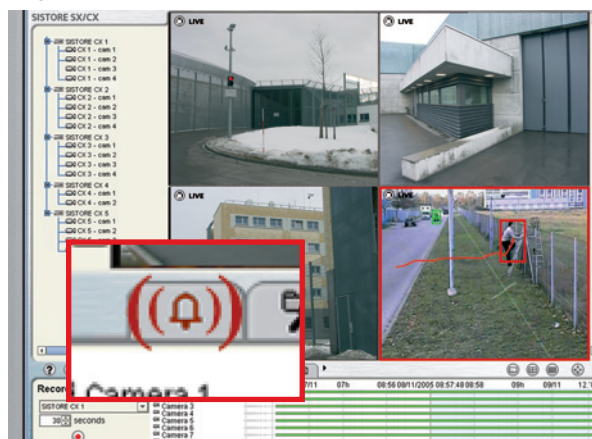 SISTORE SX/CX
SISTORE CX 1
CX 1 - cam 1
CX 1 - cam 2
CX 1 - cam 3
CX 1 - cam 4
SISTORE CX 2
CX 2 - cam 1
CX 2 - cam 2
CX 2 - cam 3
CX 2 - cam 4
SISTORE CX 3
CX 3 - cam 1
CX 3 - cam 2
CX 3 - cam 3
CX 3 - cam 4
SISTORE CX 4
CX 4 - cam 1
CX 4 - cam 2
SISTORE CX 5
CX 5 - cam 1
CX 5 - cam 2
LIVE
LIVE
LIVE
LIVE
Camera 1
07h
08:56 08/11/2005 08:57:48 08:58
09h
09/11
Recor
SISTORE CX 1
30 seconds
Camera 3
Camera 4
Camera 5
Camera 6
Camera 7